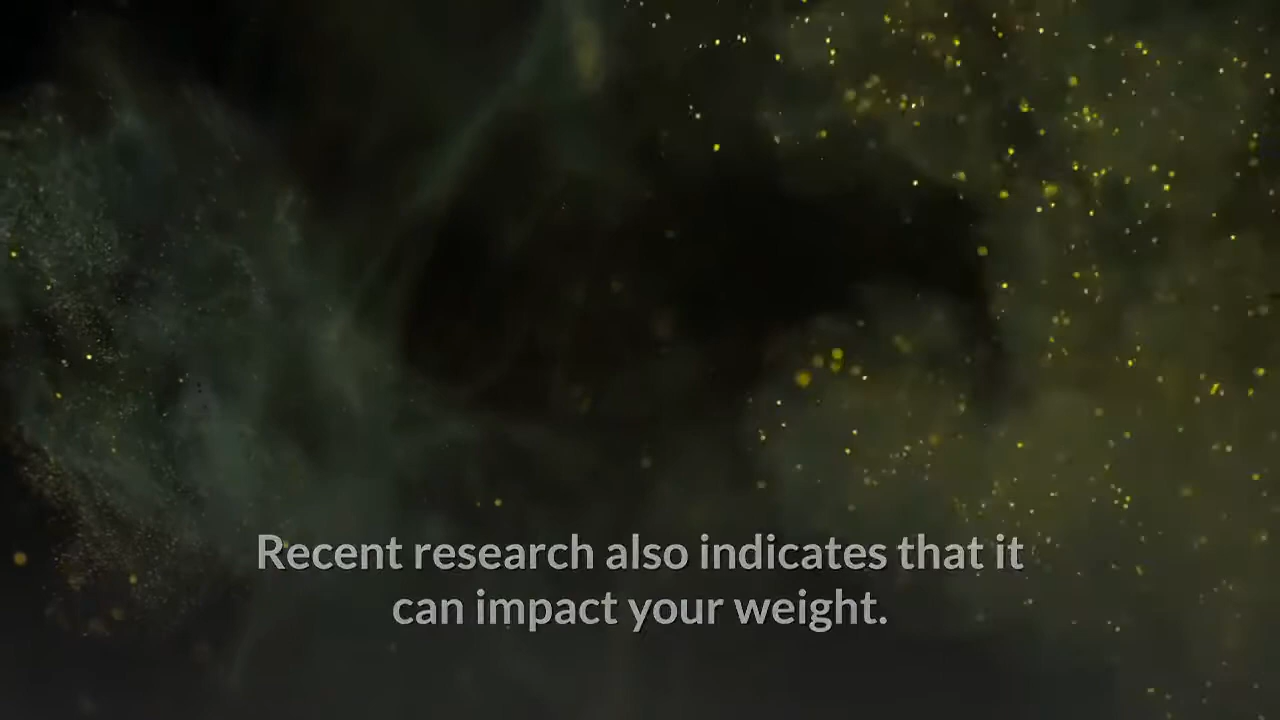 Recent research also indicates that it
can impact your weight.